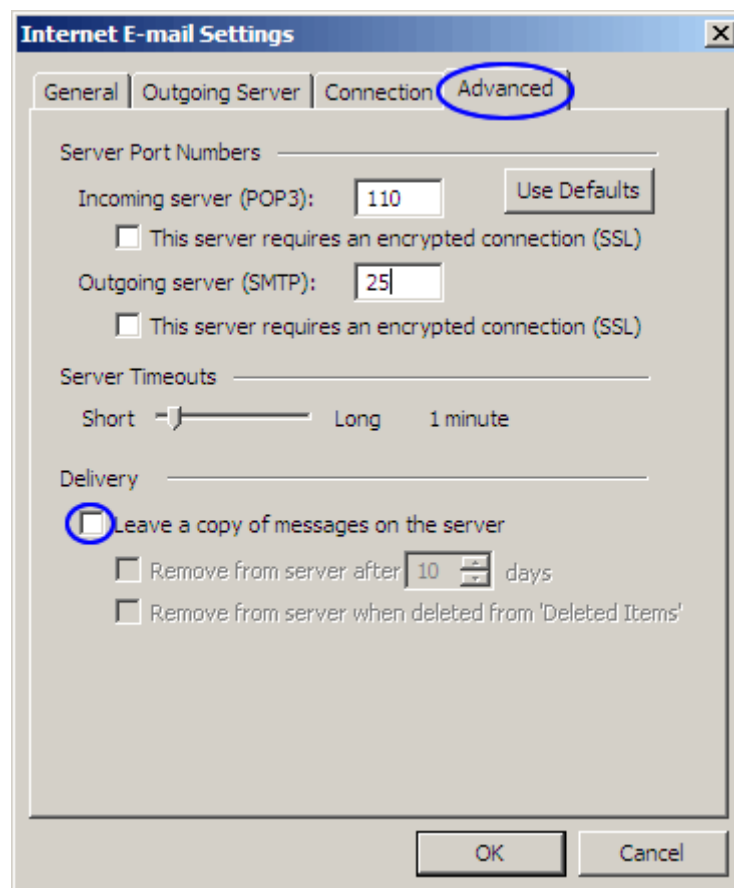 Internet E-mail Settings
General Outgoing Server Connection Advanced
Server Port Numbers
Incoming server (POP3): 110 Use Defaults
This server requires an encrypted connection (SSL)
Outgoing server (SMTP): 25
This server requires an encrypted connection (SSL)
Server Timeouts
Short Long 1 minute
Delivery
Leave a copy of messages on the server
Remove from server after 10 days
Remove from server when deleted from 'Deleted Items'
OK Cancel